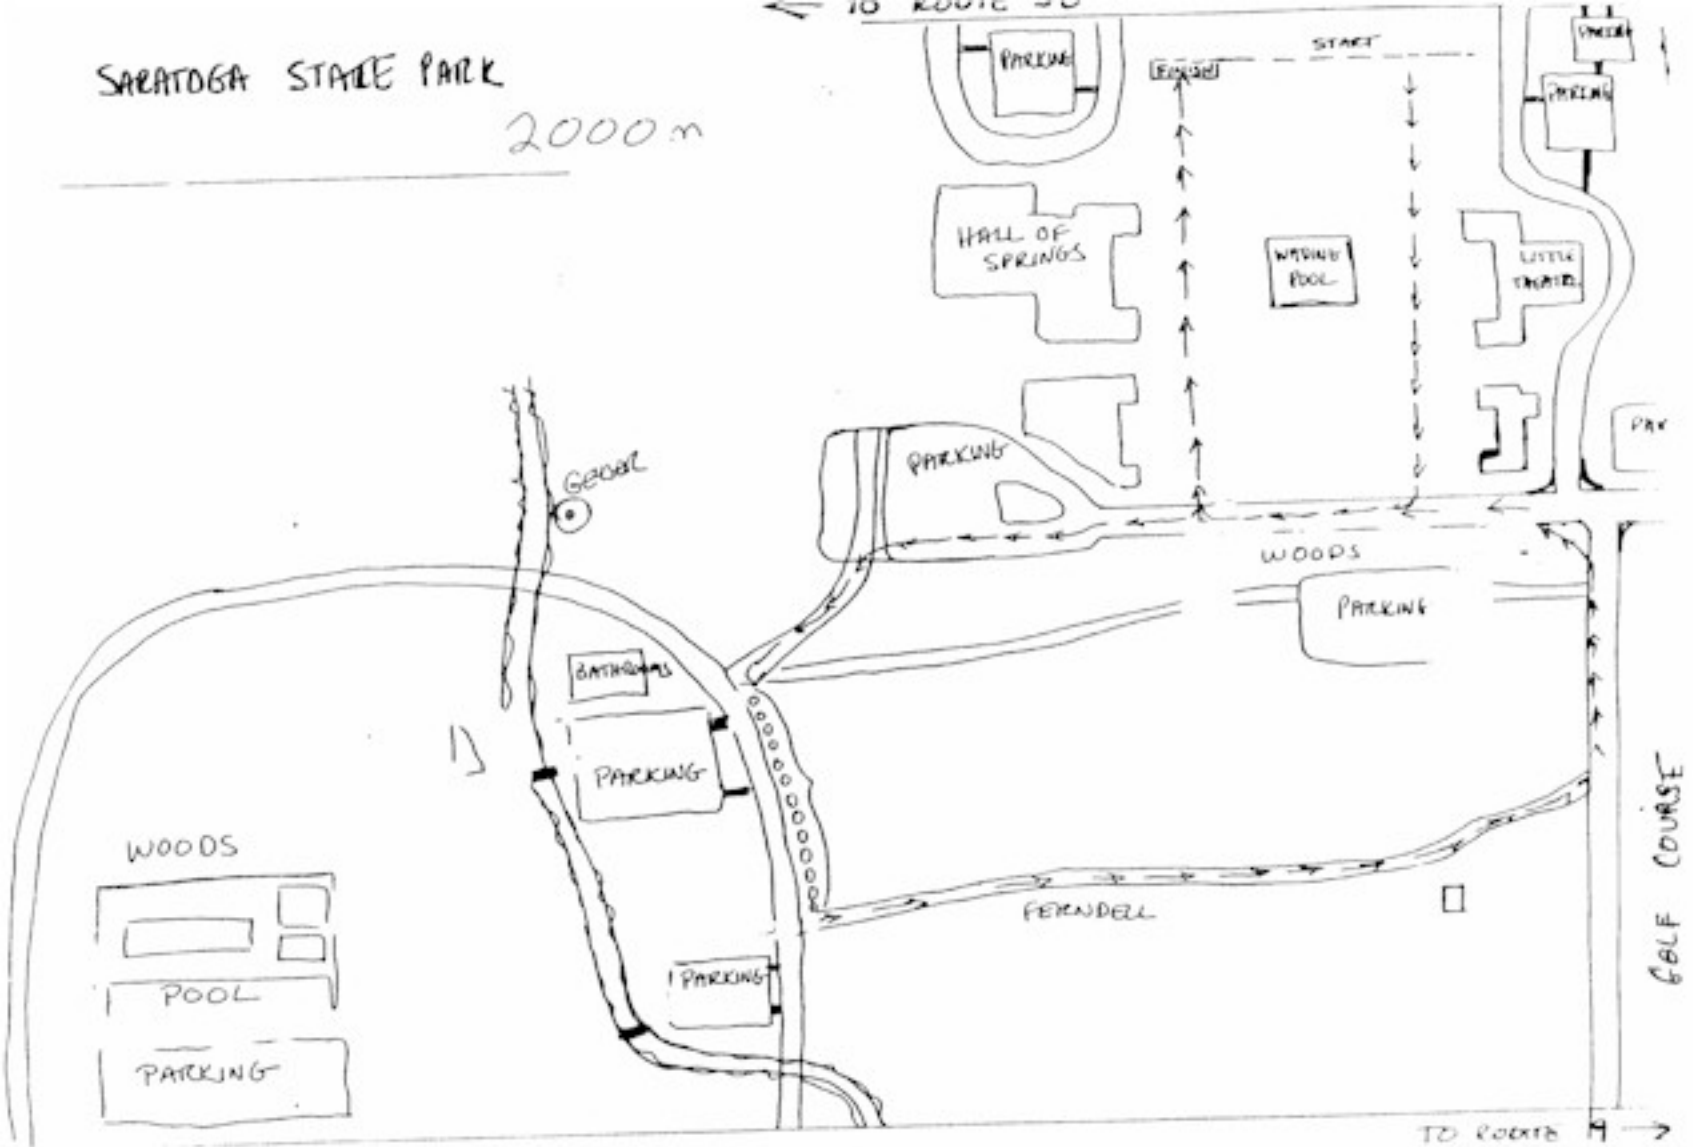 ← TO ROUTE 50
SARATOGA STATE PARK
2000m
PARKING
START
FINISH
PARKING
PARKING
HALL OF
SPRINGS
WADING
POOL
LITTLE
THEATRE
PARKING
PAR
GEYSER
WOODS
PARKING
BATHROOMS
PARKING
WOODS
FERNDELL
GOLF COURSE
POOL
PARKING
PARKING
TO ROUTE 9 →